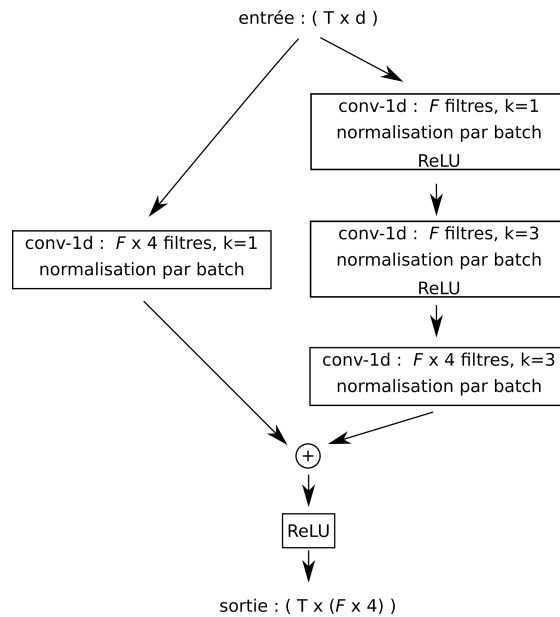 entrée : ( T x d )
conv-1d : F filtres, k=1
normalisation par batch
ReLU
conv-1d : F x 4 filtres, k=1
normalisation par batch
conv-1d : F filtres, k=3
normalisation par batch
ReLU
conv-1d : F x 4 filtres, k=3
normalisation par batch
+
ReLU
sortie : ( T x (F x 4) )